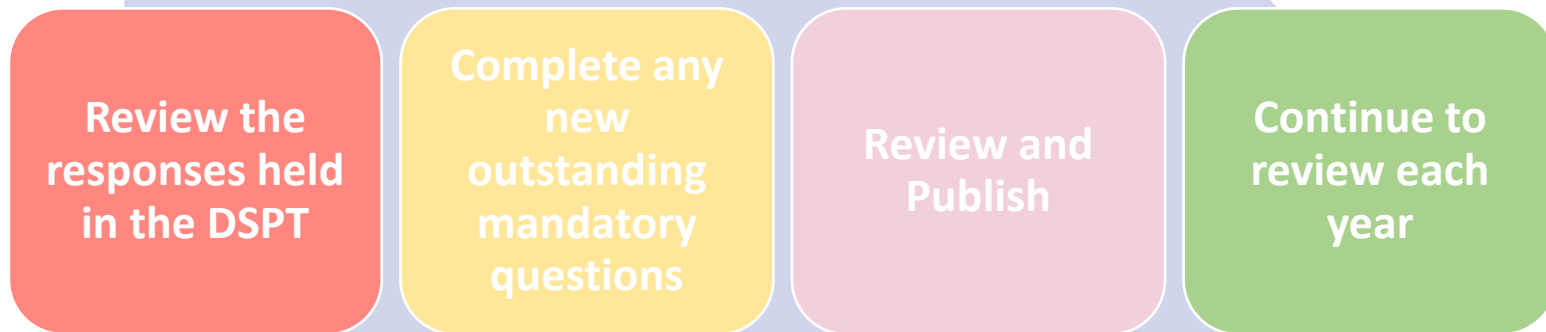 Review the
responses held
in the DSPT
Complete any
new
outstanding
mandatory
questions
Review and
Publish
Continue to
review each
year